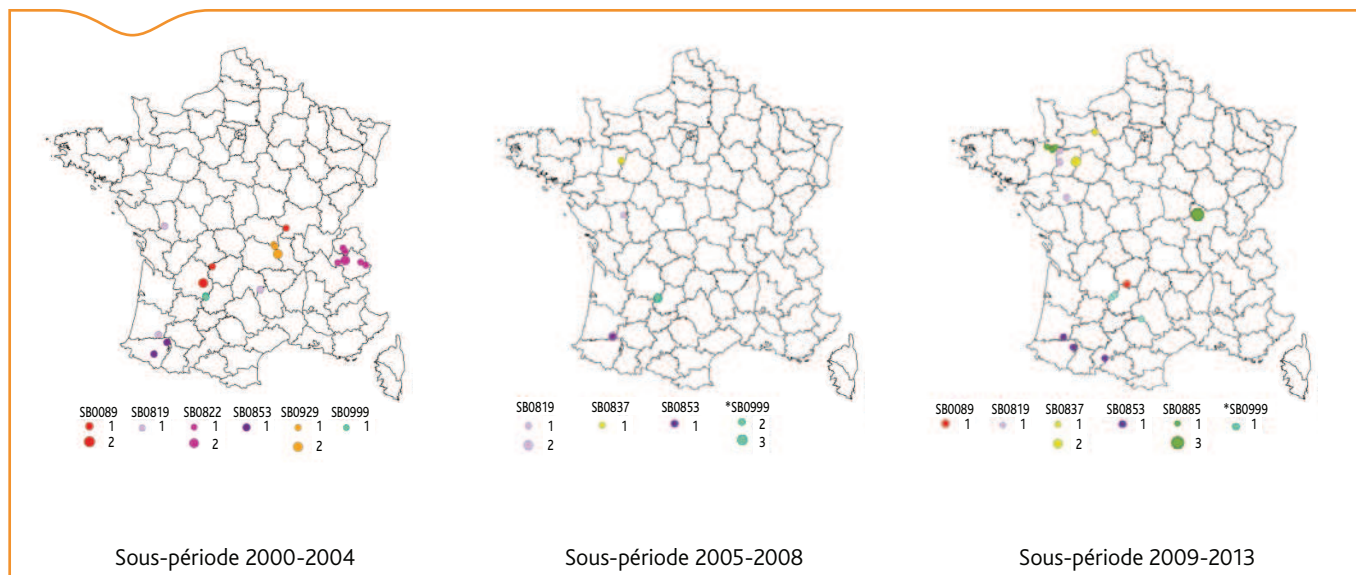 SB0089 SB0819 SB0822 SB0853 SB0929 SB0999
1 1 1 1 1 1
2 2 2
Sous-période 2000-2004
SB0819 SB0837 SB0853 *SB0999
1 1 1 2
2 3
Sous-période 2005-2008
SB0089 SB0819 SB0837 SB0853 SB0885 *SB0999
1 1 1 1 1 1
2 3
Sous-période 2009-2013